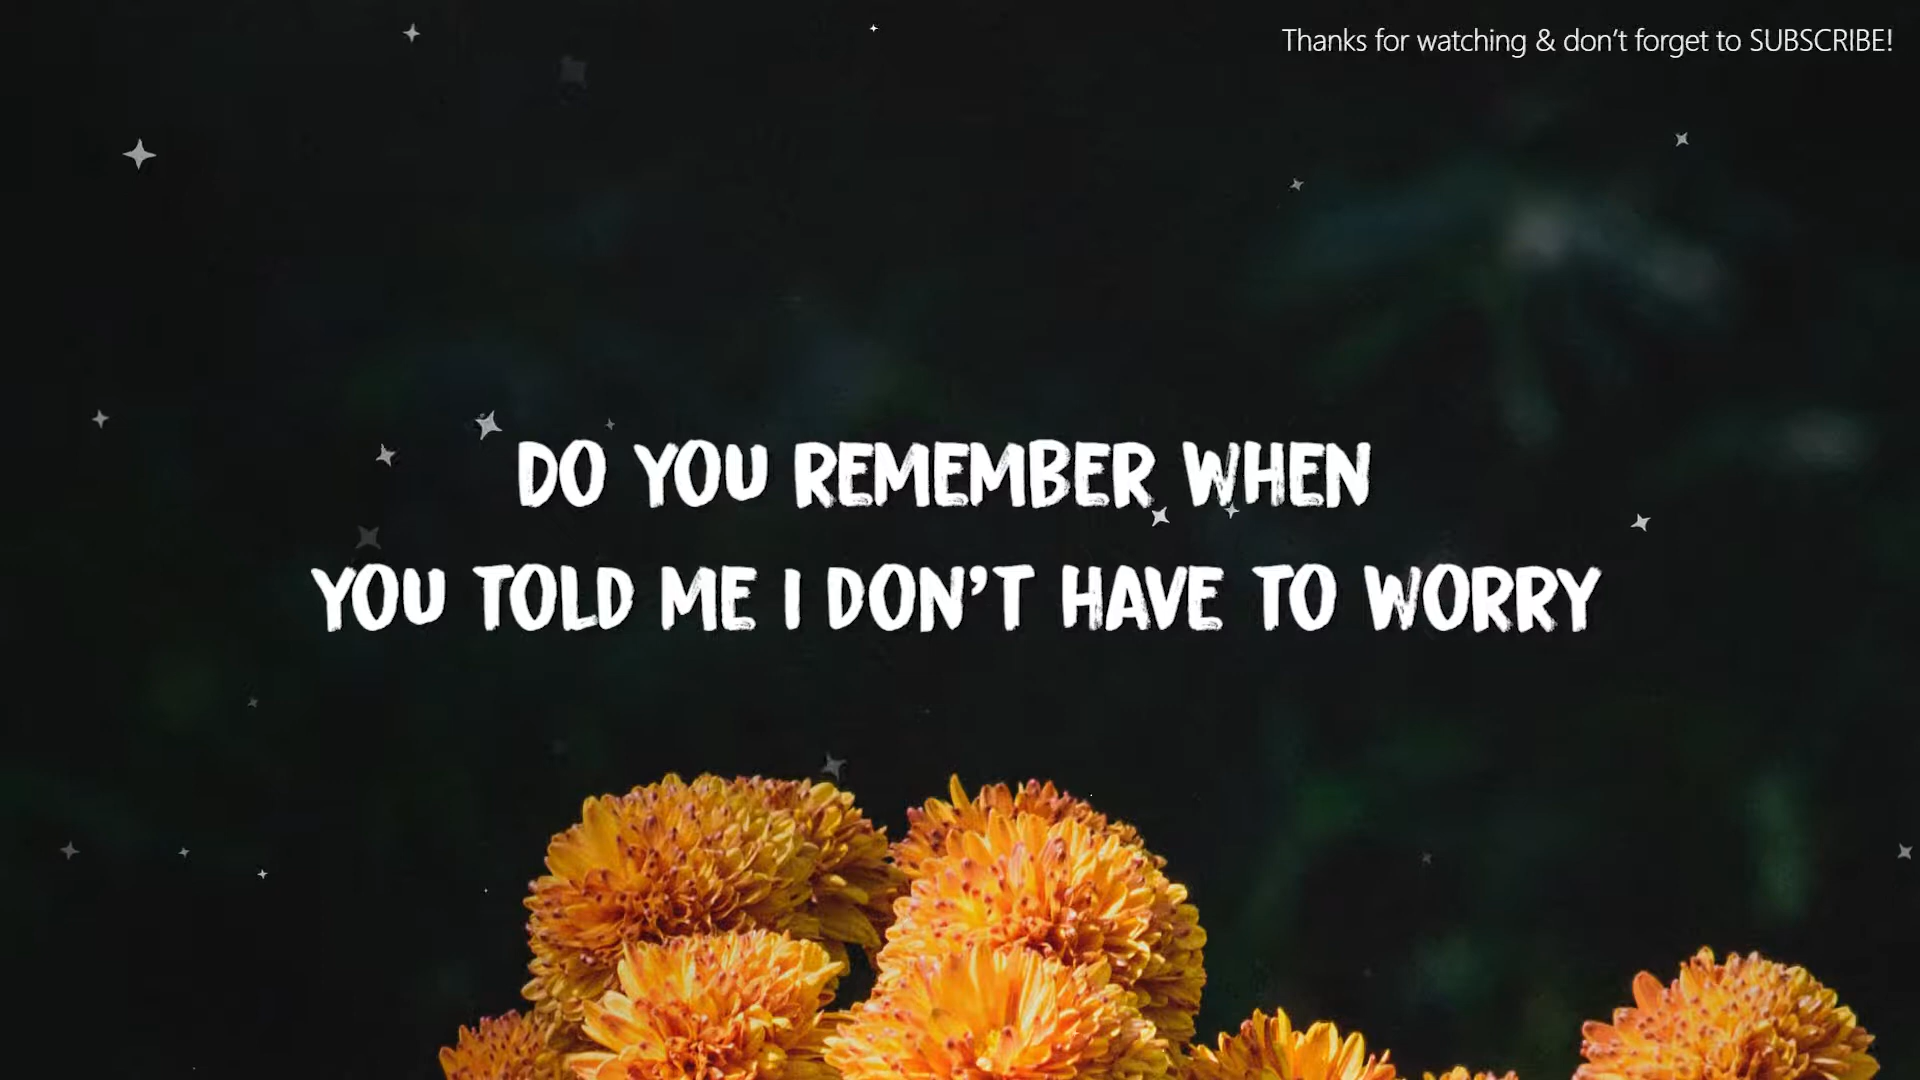 Thanks for watching & don’t forget to SUBSCRIBE!
DO YOU REMEMBER WHEN
YOU TOLD ME I DON’T HAVE TO WORRY